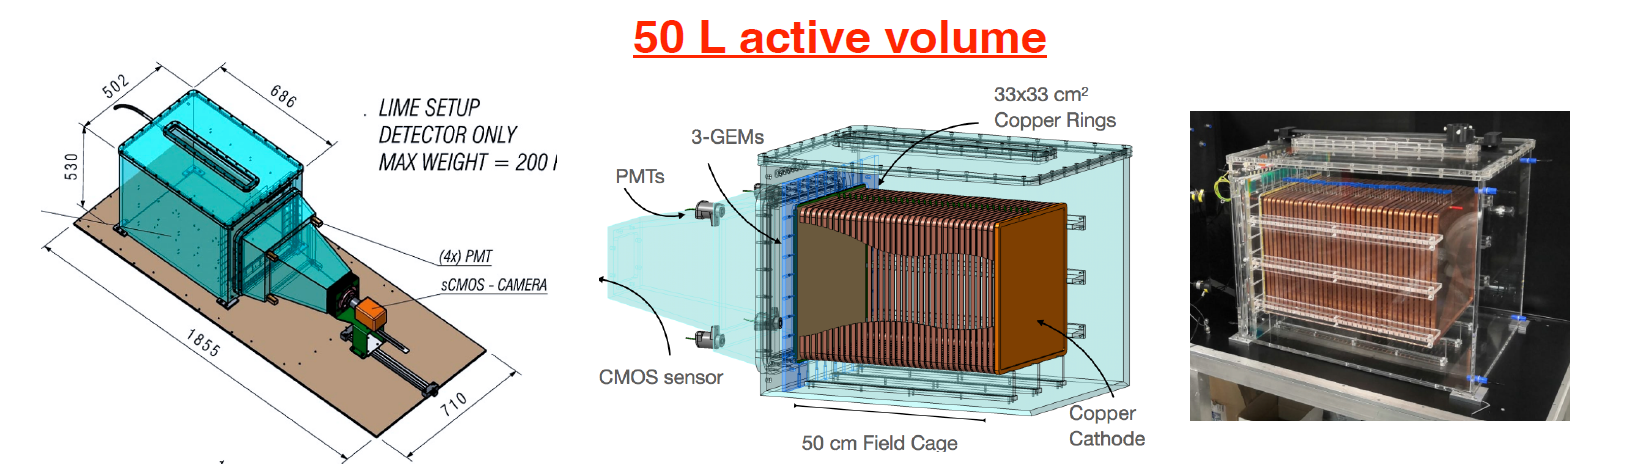 50 L active volume
502
686
530
LIME SETUP
DETECTOR ONLY
MAX WEIGHT = 200
(4x) PMT
sCMOS - CAMERA
1855
710
33x33 cm²
Copper Rings
3-GEMs
PMTs
CMOS sensor
50 cm Field Cage
Copper
Cathode